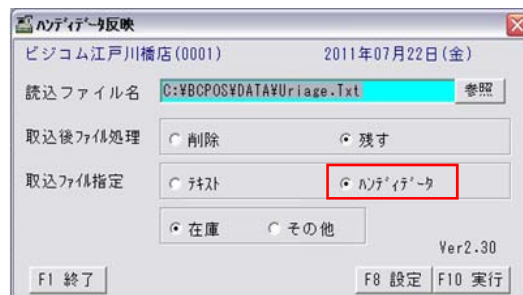 ﾊﾝﾃﾞｨﾃﾞｰﾀ反映
ビジコム江戸川橋店(0001) 2011年07月22日(金)
読込ファイル名 C:¥BCPOS¥DATA¥Uriage.Txt 参照
取込後ﾌｧｲﾙ処理 削除 残す
取込ﾌｧｲﾙ指定 ﾃｷｽﾄ ﾊﾝﾃﾞｨﾃﾞｰﾀ
在庫 その他
Ver2.30
F1 終了 F8 設定 F10 実行